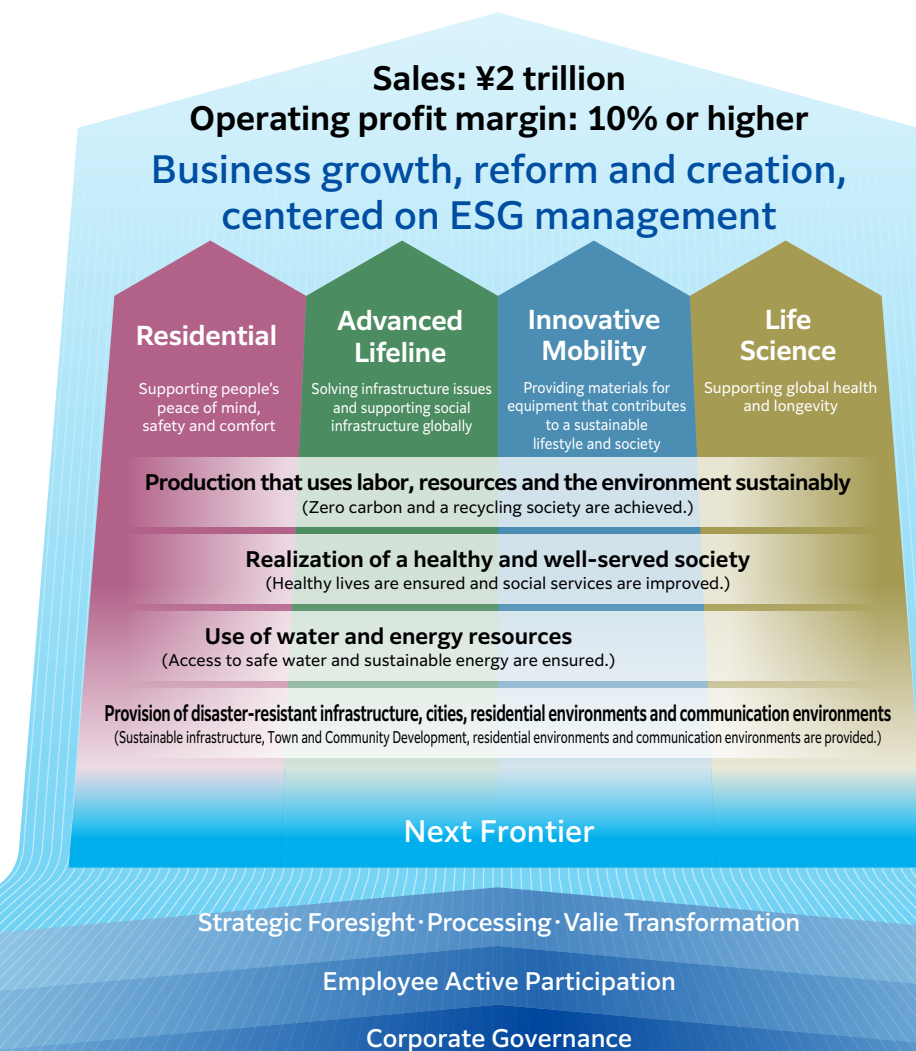 Sales: ¥2 trillion
Operating profit margin: 10% or higher
Business growth, reform and creation,
centered on ESG management
Residential
Supporting people's
peace of mind,
safety and comfort
Advanced
Lifeline
Solving infrastructure issues
and supporting social
infrastructure globally
Innovative
Mobility
Providing materials for
equipment that contributes
to a sustainable
lifestyle and society
Life
Science
Supporting global health
and longevity
Production that uses labor, resources and the environment sustainably
(Zero carbon and a recycling society are achieved.)
Realization of a healthy and well-served society
(Healthy lives are ensured and social services are improved.)
Use of water and energy resources
(Access to safe water and sustainable energy are ensured.)
Provision of disaster-resistant infrastructure, cities, residential environments and communication environments
(Sustainable infrastructure, Town and Community Development, residential environments and communication environments are provided.)
Next Frontier
Strategic Foresight·Processing·Valie Transformation
Employee Active Participation
Corporate Governance